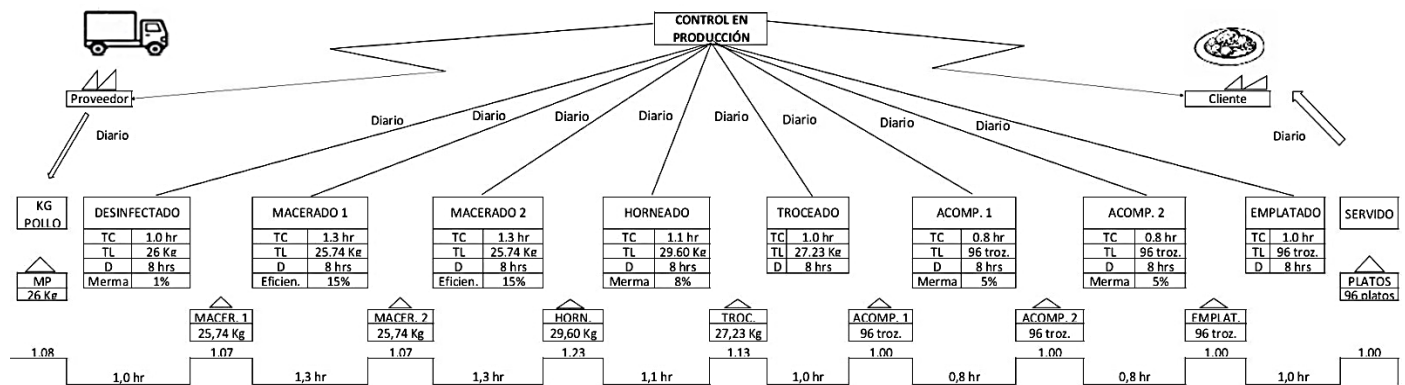 CONTROL EN
PRODUCCIÓN
Proveedor
Cliente
Diario
Diario
Diario
Diario
Diario
Diario
Diario
Diario
Diario
Diario
KG
POLLO
MP
26 Kg
DESINFECTADO
TC 1.0 hr
TL 26 Kg
D 8 hrs
Merma 1%
MACERADO 1
TC 1.3 hr
TL 25.74 Kg
D 8 hrs
Eficien. 15%
MACERADO 2
TC 1.3 hr
TL 25.74 Kg
D 8 hrs
Eficien. 15%
HORNEADO
TC 1.1 hr
TL 29.60 Kg
D 8 hrs
Merma 8%
TROCEADO
TC 1.0 hr
TL 27.23 Kg
D 8 hrs
ACOMP. 1
TC 0.8 hr
TL 96 troz.
D 8 hrs
Merma 5%
ACOMP. 2
TC 0.8 hr
TL 96 troz.
D 8 hrs
Merma 5%
EMPLATADO
TC 1.0 hr
TL 96 troz.
D 8 hrs
SERVIDO
PLATOS
96 platos
MACER. 1
25,74 Kg
MACER. 2
25,74 Kg
HORN.
29,60 Kg
TROC.
27,23 Kg
ACOMP. 1
96 troz.
ACOMP. 2
96 troz.
EMPLAT.
96 troz.
1.08 1.07 1.07 1.23 1.13 1.00 1.00 1.00 1.00
1,0 hr 1.3 hr 1.3 hr 1.1 hr 1,0 hr 0,8 hr 0,8 hr 1,0 hr